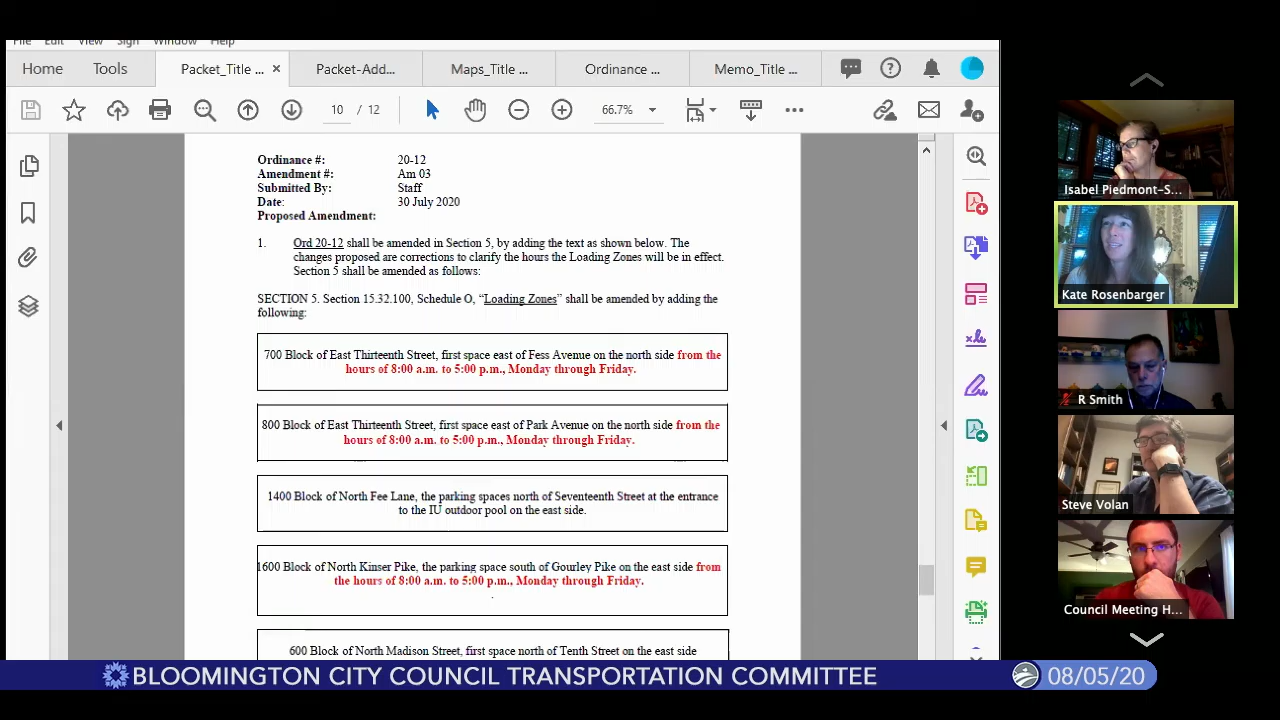 File Edit View Sign Window Help
Home Tools Packet_Title ... × Packet-Add... Maps_Title ... Ordinance ... Memo_Title ...
10 / 12 66.7%
Ordinance #: 20-12
Amendment #: Am 03
Submitted By: Staff
Date: 30 July 2020
Proposed Amendment:
1. Ord 20-12 shall be amended in Section 5, by adding the text as shown below. The
changes proposed are corrections to clarify the hours the Loading Zones will be in effect.
Section 5 shall be amended as follows:
SECTION 5. Section 15.32.100, Schedule O, “Loading Zones” shall be amended by adding the
following:
700 Block of East Thirteenth Street, first space east of Fess Avenue on the north side from the
hours of 8:00 a.m. to 5:00 p.m., Monday through Friday.
800 Block of East Thirteenth Street, first space east of Park Avenue on the north side from the
hours of 8:00 a.m. to 5:00 p.m., Monday through Friday.
1400 Block of North Fee Lane, the parking spaces north of Seventeenth Street at the entrance
to the IU outdoor pool on the east side.
1600 Block of North Kinser Pike, the parking space south of Gourley Pike on the east side from
the hours of 8:00 a.m. to 5:00 p.m., Monday through Friday.
.
600 Block of North Madison Street, first space north of Tenth Street on the east side
Isabel Piedmont-S...
Kate Rosenbarger
R Smith
Steve Volan
Council Meeting H...
BLOOMINGTON CITY COUNCIL TRANSPORTATION COMMITTEE 08/05/20